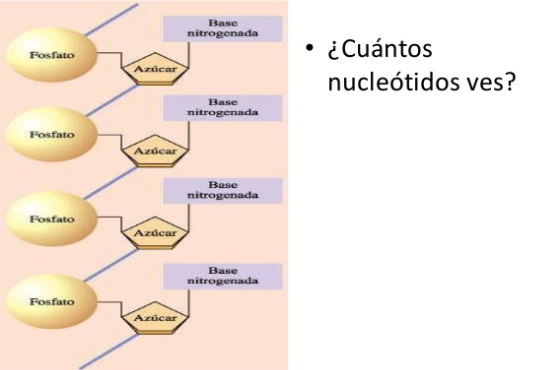 Base
nitrogenada
Fosfato
Azúcar
Base
nitrogenada
Fosfato
Azúcar
Base
nitrogenada
Fosfato
Azúcar
Base
nitrogenada
Fosfato
Azúcar
• ¿Cuántos
nucleótidos ves?